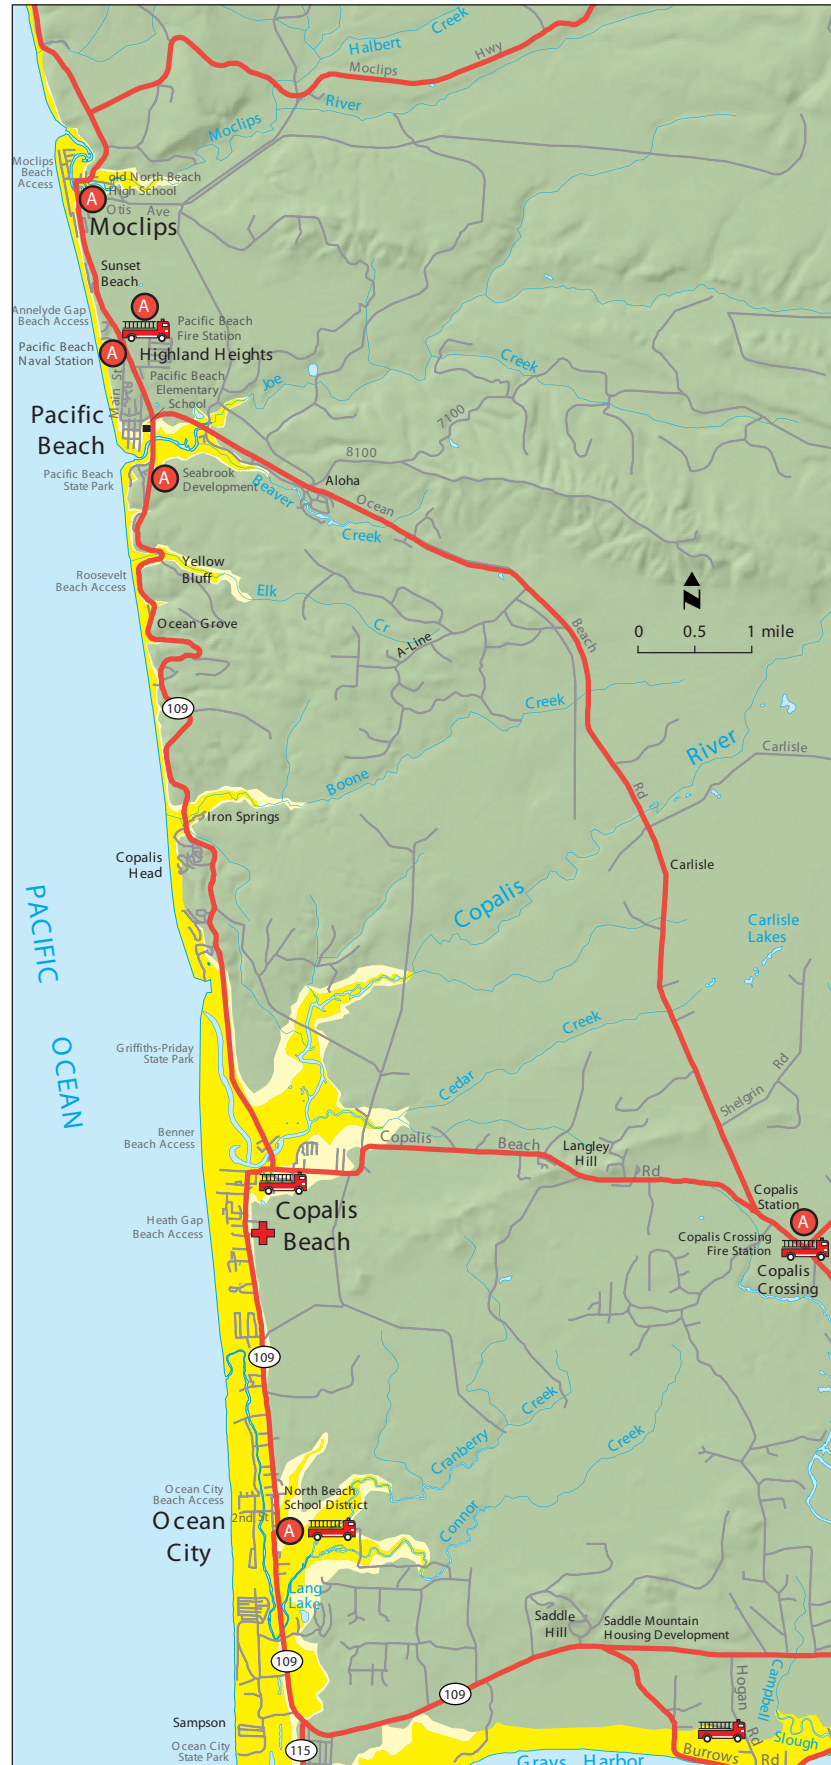 Creek
Halbert
Hwy
Moclips
River
Moclips
Moclips
Beach
Access
old North Beach
High School
A
Otis Ave
Moclips
Sunset
Beach
A
Annelyde Gap
Beach Access
Pacific Beach
Fire Station
Pacific Beach
Naval Station
A
Highland Heights
Creek
Pacific Beach
Elementary
School
Joe
Main St
Pacific
Beach
7100
8100
Pacific Beach
State Park
A
Seabrook
Development
Beaver
Aloha
Ocean
Creek
Yellow
Bluff
Roosevelt
Beach Access
Elk
Cr
Ocean Grove
A-Line
Beach
0 0.5 1 mile
109
Creek
River
Carlisle
Boone
Rd
Iron Springs
Copalis
Head
Carlisle
Copalis
PACIFIC
OCEAN
Carlisle
Lakes
Griffiths-Priday
State Park
Creek
Cedar
Rd
Shelgrin
Benner
Beach Access
Copalis
Beach
Langley
Hill
Rd
Copalis
Station
A
Copalis
Beach
Heath Gap
Beach Access
Copalis Crossing
Fire Station
Copalis
Crossing
109
Creek
Cranberry
Creek
Connor
Ocean City
Beach Access
North Beach
School District
2nd St
A
Ocean
City
Lang
Lake
Saddle
Hill
Saddle Mountain
Housing Development
109
109
Hogan
Rd
Campbell
Slough
Sampson
Ocean City
State Park
115
Burrows Rd
Grays Harbor